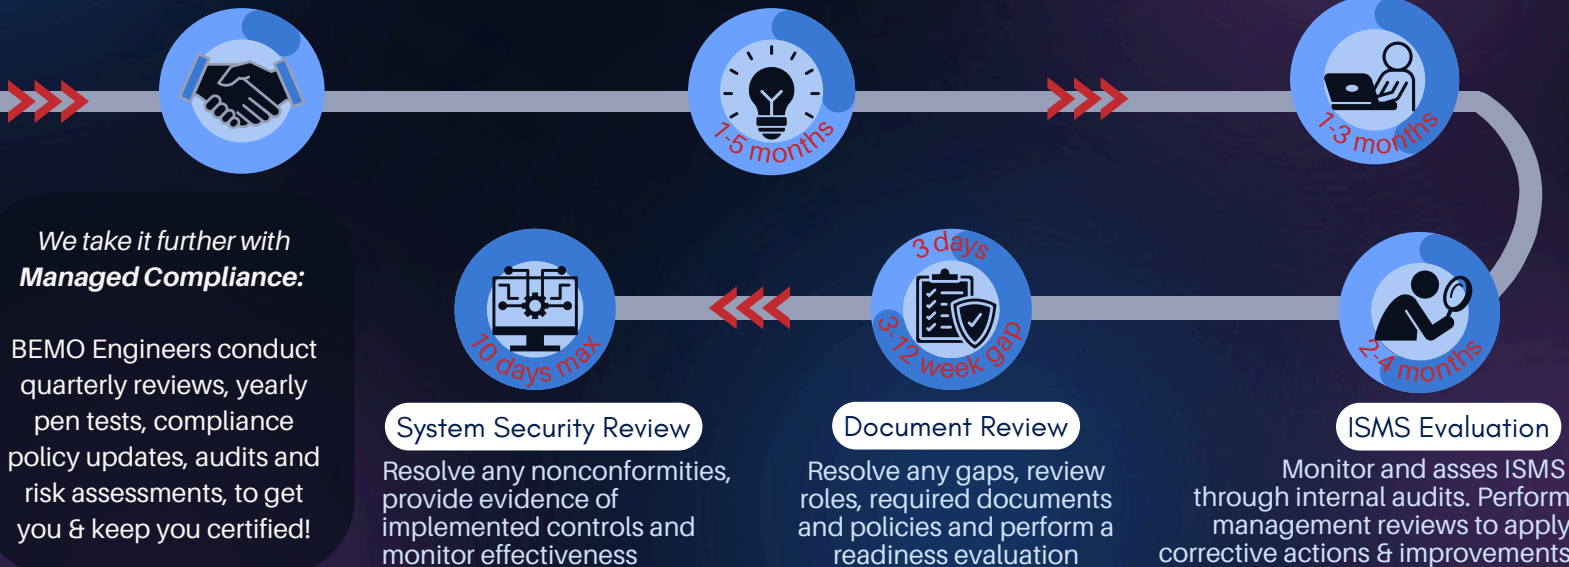 1-5 months
1-3 months
We take it further with
Managed Compliance:
BEMO Engineers conduct
quarterly reviews, yearly
pen tests, compliance
policy updates, audits and
risk assessments, to get
you & keep you certified!
10 days max
System Security Review
Resolve any nonconformities,
provide evidence of
implemented controls and
monitor effectiveness
3 days
3-12 week gap
Document Review
Resolve any gaps, review
roles, required documents
and policies and perform a
readiness evaluation
2-4 months
ISMS Evaluation
Monitor and asses ISMS
through internal audits. Perform
management reviews to apply
corrective actions & improvements